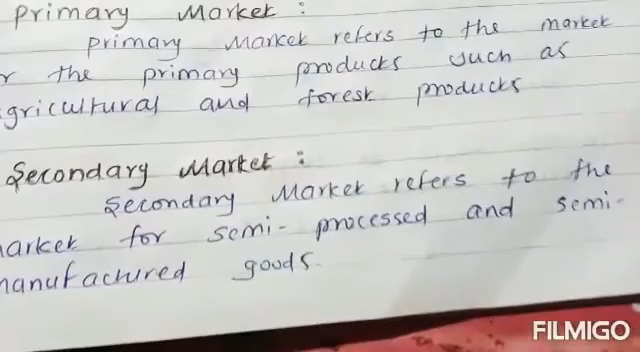 primary Market :
primary Market refers to the market
r the primary products such as
gricultural and forest products
Secondary Market :
Secondary Market refers to the
arket for semi- processed and semi-
manufactured goods.
FILMIGO